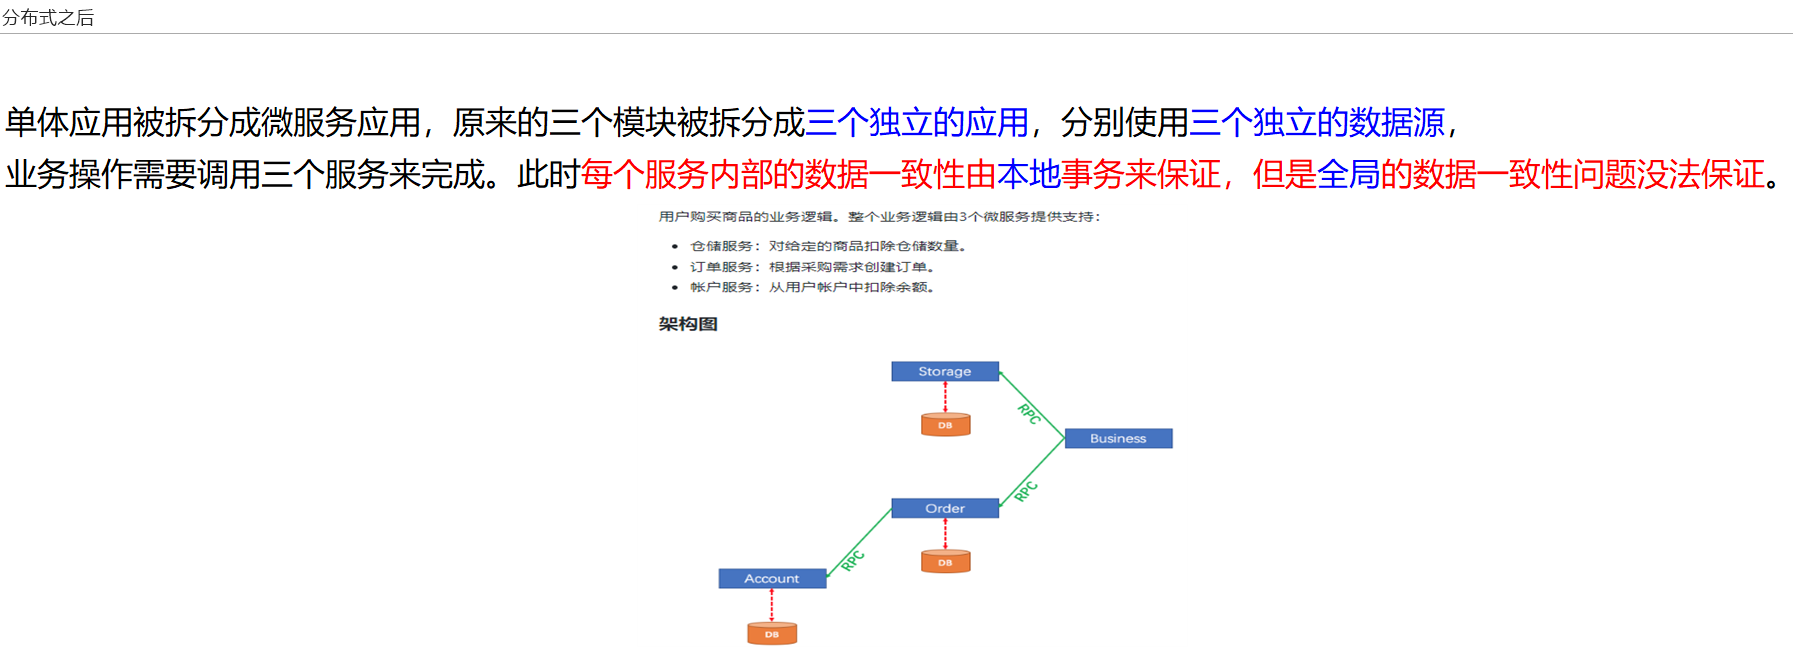 分布式之后
单体应用被拆分成微服务应用，原来的三个模块被拆分成三个独立的应用，分别使用三个独立的数据源，
业务操作需要调用三个服务来完成。此时每个服务内部的数据一致性由本地事务来保证，但是全局的数据一致性问题没法保证。
用户购买商品的业务逻辑。整个业务逻辑由3个微服务提供支持：
• 仓储服务：对给定的商品扣除仓储数量。
• 订单服务：根据采购需求创建订单。
• 帐户服务：从用户帐户中扣除余额。
架构图
Storage
RPC
DB
Business
RPC
Order
RPC
DB
Account
DB